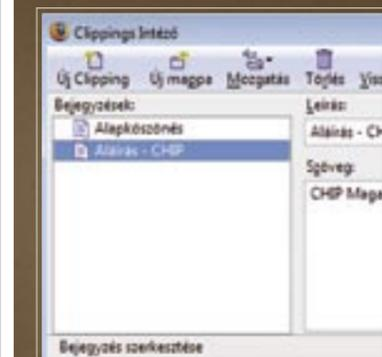 Clippings Intéző
Új Clipping Új mappa Mozgatás Törlés
Bejegyzések:
Leírás:
Alapköszönés
Aláírás - CHIP
Aláírás - CH
Szöveg:
CHIP Maga
Bejegyzés szerkesztése